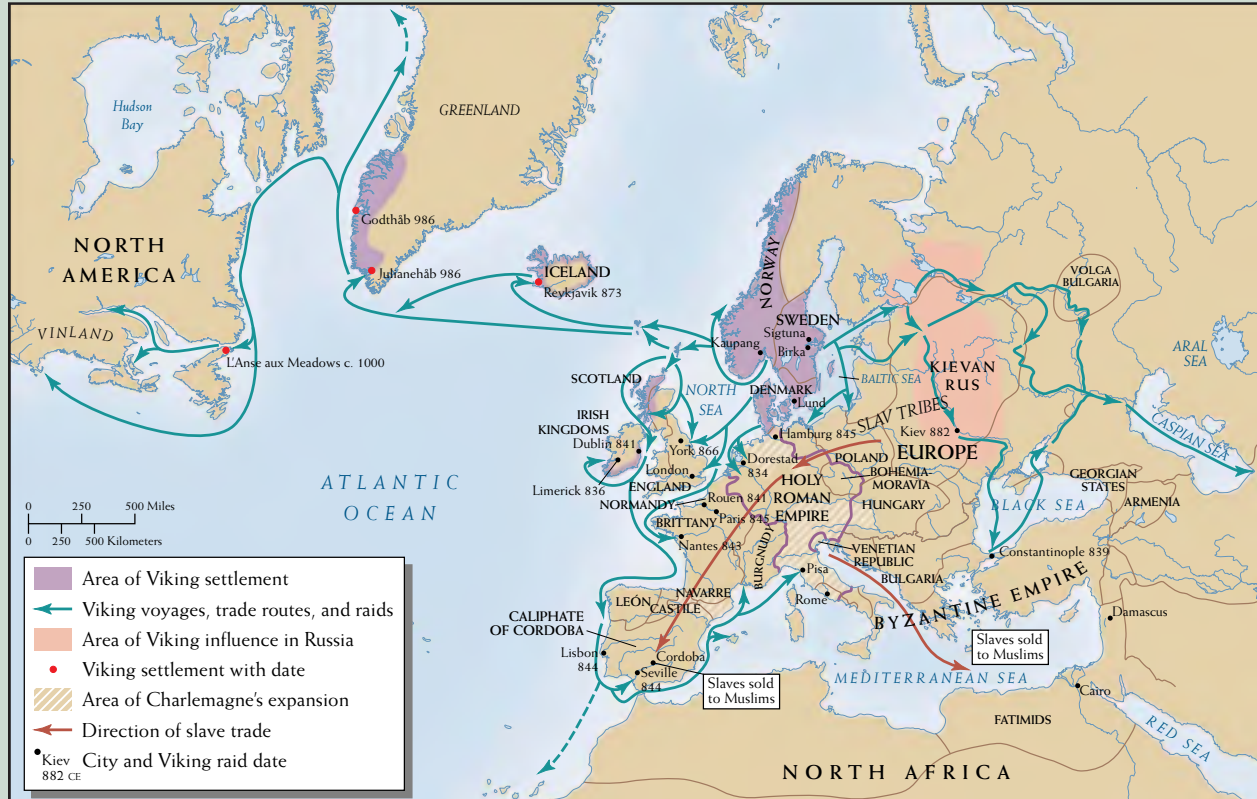 Hudson
Bay
GREENLAND
NORTH
AMERICA
Godthâb 986
Julianehâb 986
ICELAND
Reykjavik 873
VINLAND
L'Anse aux Meadows c. 1000
NORWAY
SWEDEN
Sigtuna
Kaupang
Birka
VOLGA
BULGARIA
ARAL
SEA
KIEVAN
RUS
BALTIC SEA
SCOTLAND
NORTH
SEA
DENMARK
Lund
SLAV TRIBES
Kiev 882
CASPIAN SEA
IRISH
KINGDOMS
Dublin 841
York 866
Hamburg 845
EUROPE
Limerick 836
London
ENGLAND
Dorestad
834
POLAND
BOHEMIA
MORAVIA
HOLY
ROMAN
EMPIRE
HUNGARY
GEORGIAN
STATES
ARMENIA
ATLANTIC
OCEAN
NORMANDY
Rouen 841
Paris 845
BRITTANY
Nantes 843
BLACK SEA
Constantinople 839
BURGNUDY
VENETIAN
REPUBLIC
BULGARIA
Pisa
Rome
BYZANTINE EMPIRE
Damascus
NAVARRE
LEÓN
CASTILE
CALIPHATE
OF CORDOBA
Lisbon
844
Cordoba
Seville
844
Slaves sold
to Muslims
Slaves sold
to Muslims
MEDITERRANEAN SEA
Cairo
FATIMIDS
RED SEA
NORTH AFRICA
0 250 500 Miles
0 250 500 Kilometers
Area of Viking settlement
Viking voyages, trade routes, and raids
Area of Viking influence in Russia
Viking settlement with date
Area of Charlemagne's expansion
Direction of slave trade
Kiev
882 CE
City and Viking raid date